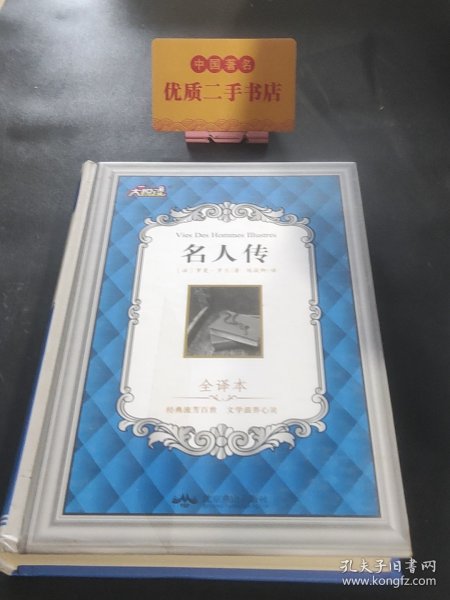 中国著名
优质二手书店
Vies Des Hommes Illustres
名人传
全译本
经典流芳百世 文学滋养心灵
孔夫子旧书网
www.kongfz.com